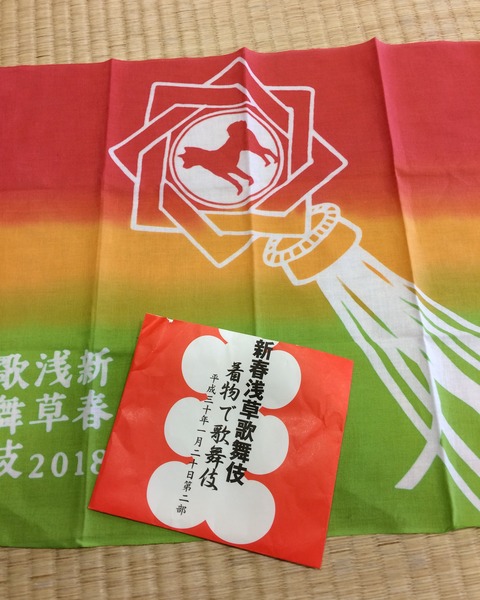 新春
浅草
歌舞
伎2018
新春浅草歌舞伎
着物で歌舞伎
平成三十年一月二十日第二部